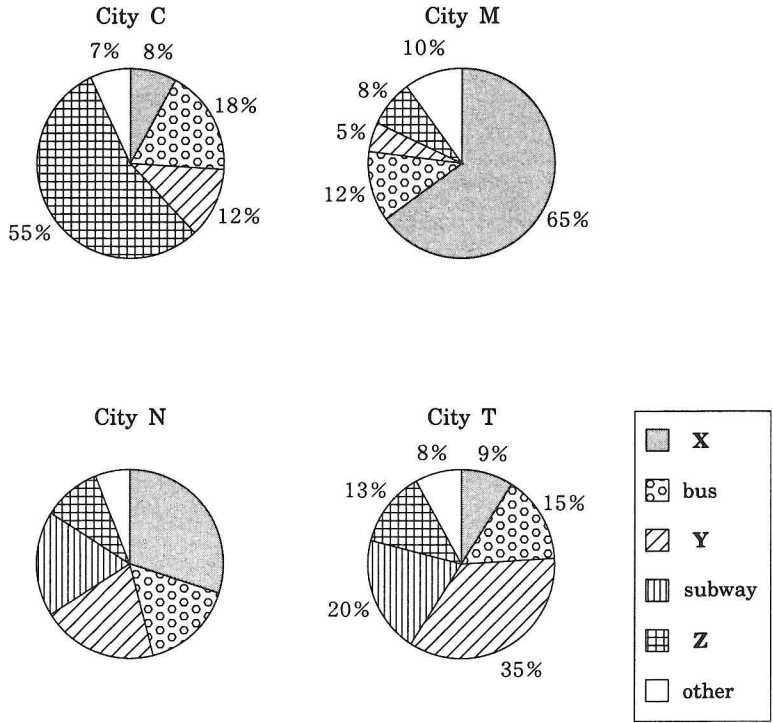 City C
7%
8%
18%
12%
55%
City M
10%
8%
5%
12%
65%
City N
City T
8%
9%
13%
15%
20%
35%
X
bus
Y
subway
Z
other